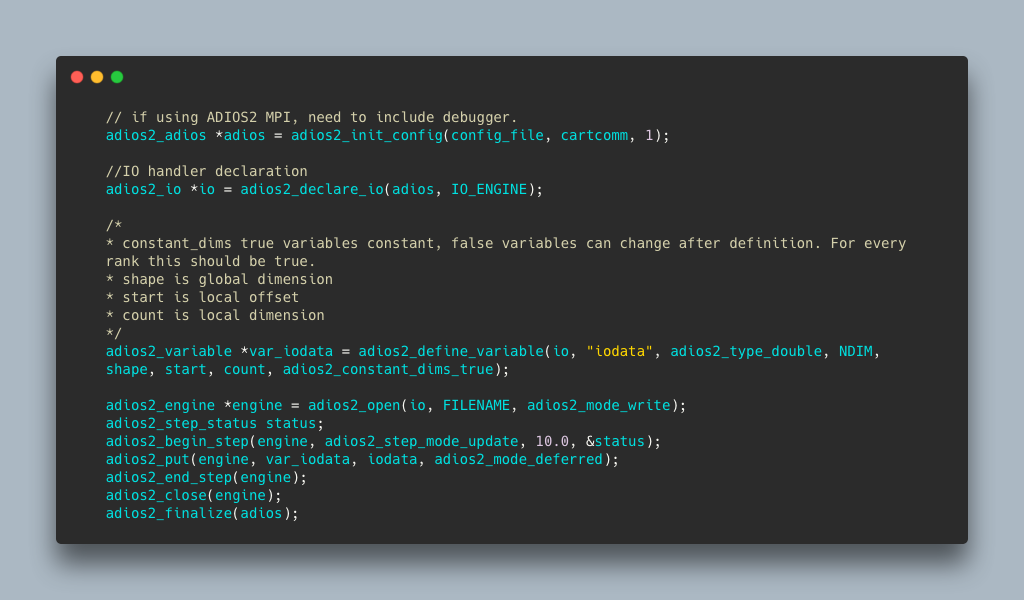 // if using ADIOS2 MPI, need to include debugger.
adios2_adios *adios = adios2_init_config(config_file, cartcomm, 1);
//IO handler declaration
adios2_io *io = adios2_declare_io(adios, IO_ENGINE);
/*
* constant_dims true variables constant, false variables can change after definition. For every
rank this should be true.
* shape is global dimension
* start is local offset
* count is local dimension
*/
adios2_variable *var_iodata = adios2_define_variable(io, "iodata", adios2_type_double, NDIM,
shape, start, count, adios2_constant_dims_true);
adios2_engine *engine = adios2_open(io, FILENAME, adios2_mode_write);
adios2_step_status status;
adios2_begin_step(engine, adios2_step_mode_update, 10.0, &status);
adios2_put(engine, var_iodata, iodata, adios2_mode_deferred);
adios2_end_step(engine);
adios2_close(engine);
adios2_finalize(adios);